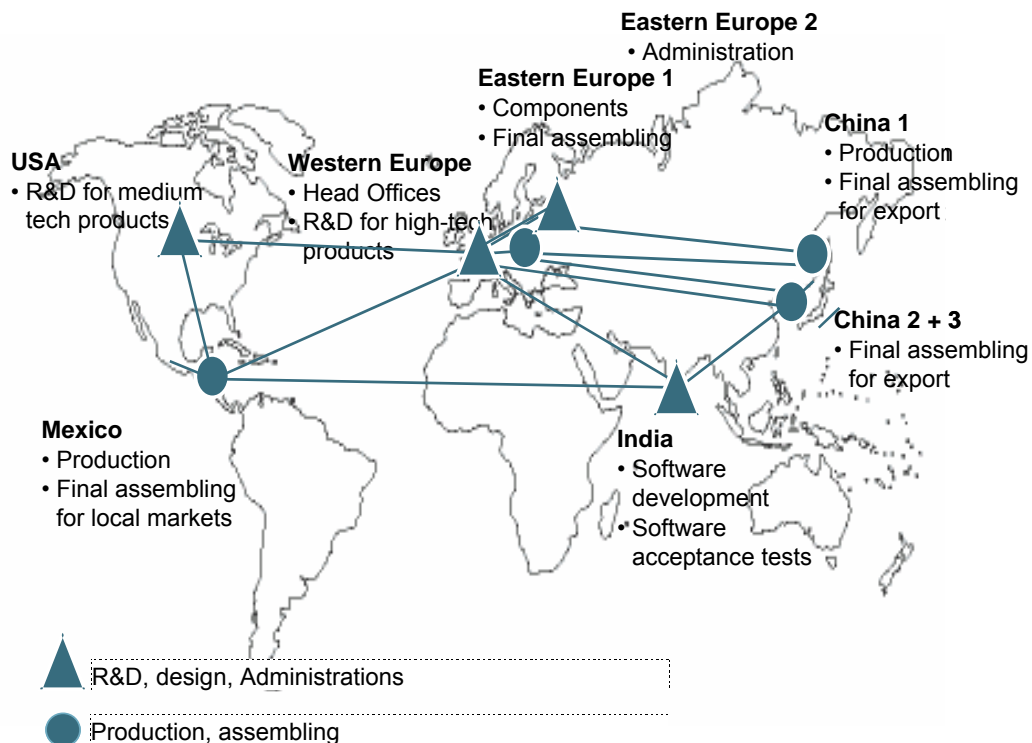 Eastern Europe 2
• Administration
Eastern Europe 1
• Components
• Final assembling
China 1
• Production
• Final assembling
for export
USA
• R&D for medium
tech products
Western Europe
• Head Offices
• R&D for high-tech
products
China 2 + 3
• Final assembling
for export
Mexico
• Production
• Final assembling
for local markets
India
• Software
development
• Software
acceptance tests
R&D, design, Administrations
Production, assembling